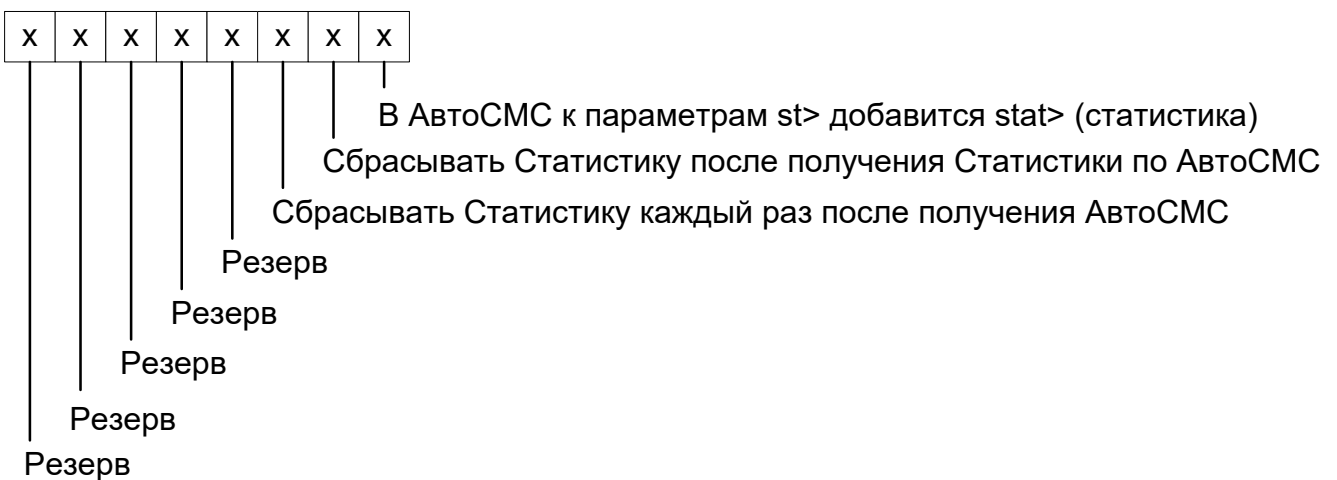 x x x x x x x x
В АвтоСМС к параметрам st> добавится stat> (статистика)
Сбрасывать Статистику после получения Статистики по АвтоСМС
Сбрасывать Статистику каждый раз после получения АвтоСМС
Резерв
Резерв
Резерв
Резерв
Резерв